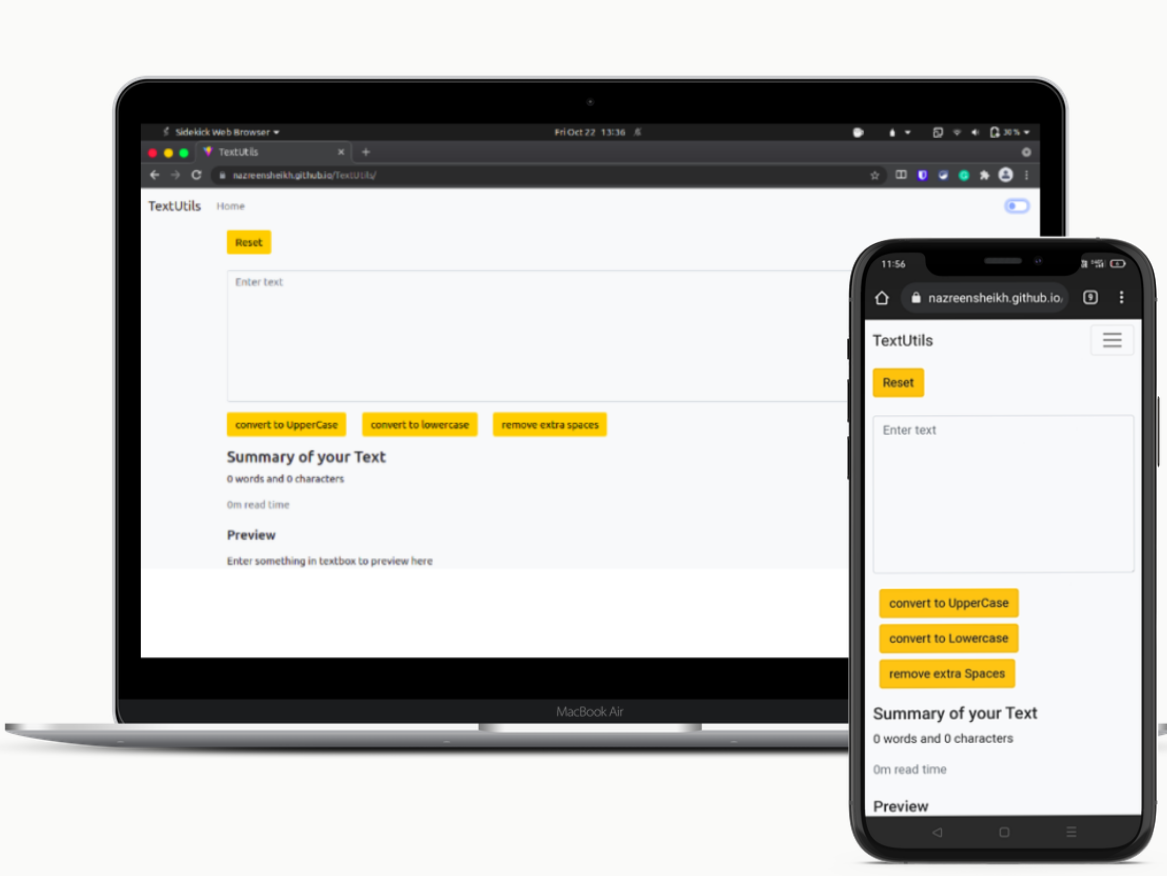 Sidekick Web Browser
Fri Oct 22 13:36
30%
TextUtils
nazreensheikh.github.io/TextUtils/
TextUtils Home
Reset
Enter text
convert to UpperCase convert to lowercase remove extra spaces
Summary of your Text
0 words and 0 characters
0m read time
Preview
Enter something in textbox to preview here
MacBook Air
11:56
nazreensheikh.github.io/
9
TextUtils
Reset
Enter text
convert to UpperCase
convert to Lowercase
remove extra Spaces
Summary of your Text
0 words and 0 characters
0m read time
Preview